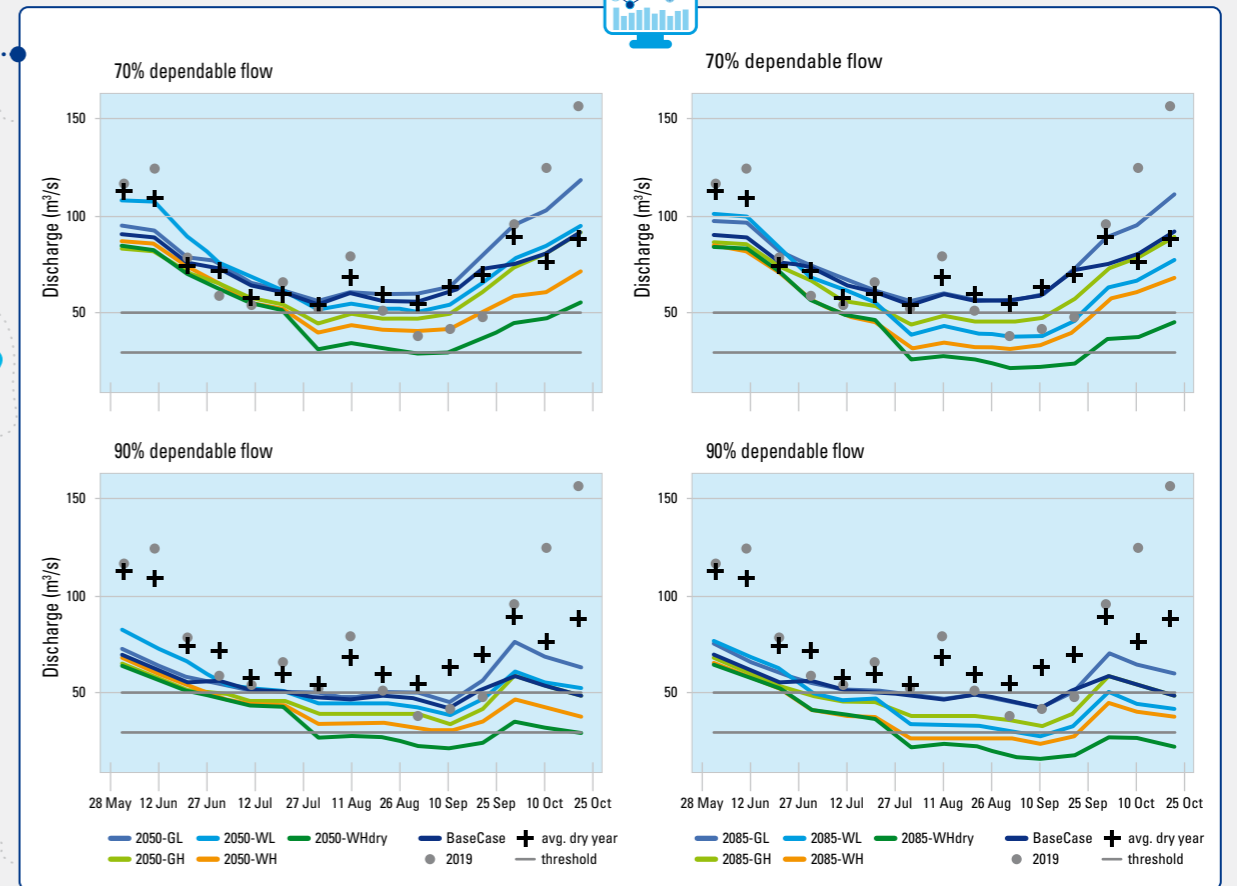 70% dependable flow
70% dependable flow
Discharge (m³/s)
150
100
50
Discharge (m³/s)
150
100
50
90% dependable flow
90% dependable flow
Discharge (m³/s)
150
100
50
28 May 12 Jun 27 Jun 12 Jul 27 Jul 11 Aug 26 Aug 10 Sep 25 Sep 10 Oct 25 Oct
150
100
50
28 May 12 Jun 27 Jun 12 Jul 27 Jul 11 Aug 26 Aug 10 Sep 25 Sep 10 Oct 25 Oct
2050-GL 2050-WL 2050-WHdry BaseCase avg. dry year
2050-GH 2050-WH 2019 threshold
2085-GL 2085-WL 2085-WHdry BaseCase avg. dry year
2085-GH 2085-WH 2019 threshold